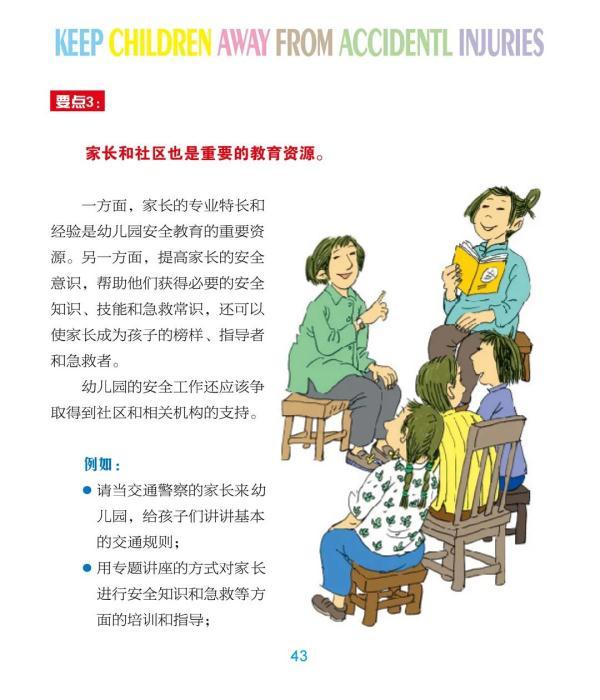 KEEP CHILDREN AWAY FROM ACCIDENTL INJURIES
要点3：
家长和社区也是重要的教育资源。
一方面，家长的专业特长和
经验是幼儿园安全教育的重要资
源。另一方面，提高家长的安全
意识，帮助他们获得必要的安全
知识、技能和急救常识，还可以
使家长成为孩子的榜样、指导者
和急救者。
幼儿园的安全工作还应该争
取得到社区和相关机构的支持。
例如：
● 请当交通警察的家长来幼
儿园，给孩子们讲讲基本
的交通规则；
● 用专题讲座的方式对家长
进行安全知识和急救等方
面的培训和指导；
43